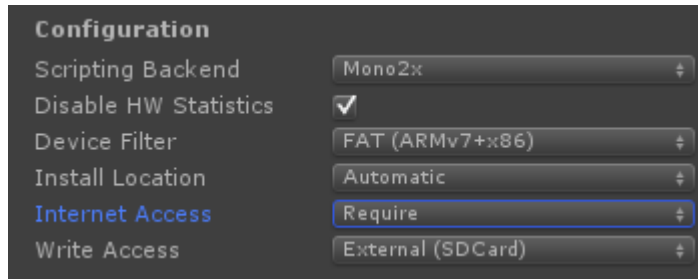 Configuration
Scripting Backend Mono2x
Disable HW Statistics
Device Filter FAT (ARMv7+x86)
Install Location Automatic
Internet Access Require
Write Access External (SDCard)